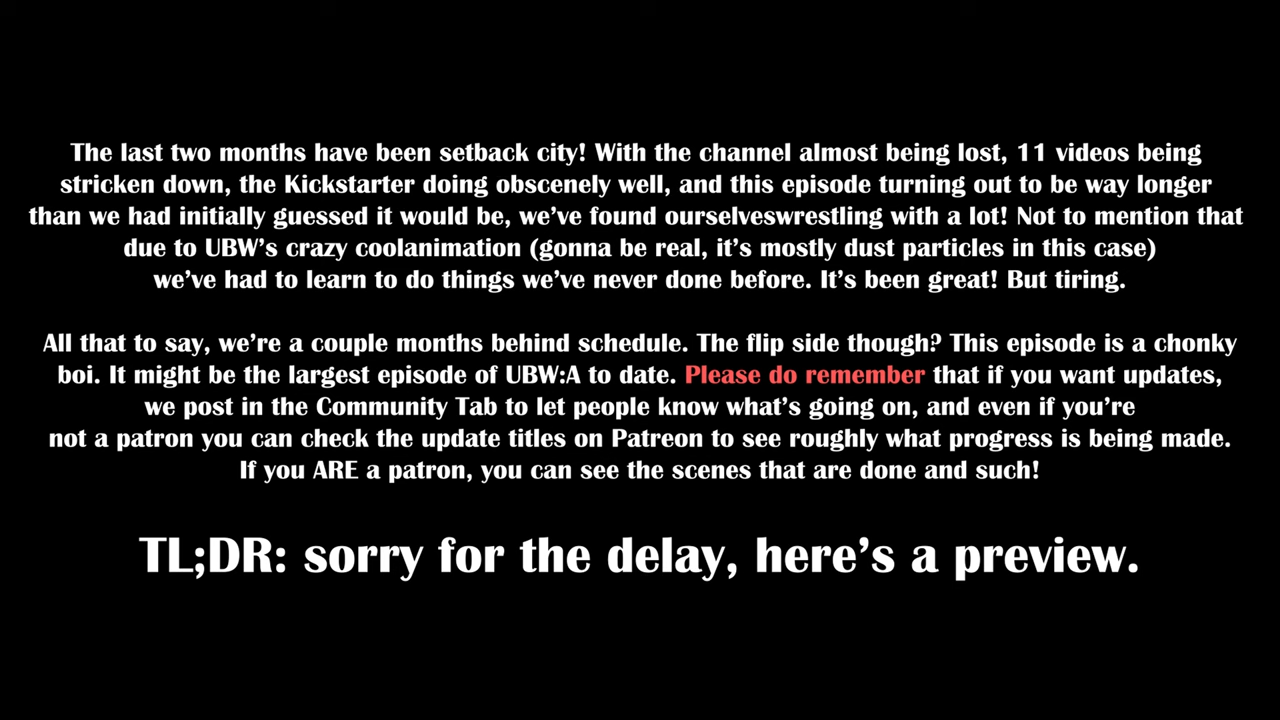 The last two months have been setback city! With the channel almost being lost, 11 videos being
stricken down, the Kickstarter doing obscenely well, and this episode turning out to be way longer
than we had initially guessed it would be, we've found ourselveswrestling with a lot! Not to mention that
due to UBW's crazy coolanimation (gonna be real, it's mostly dust particles in this case)
we've had to learn to do things we've never done before. It's been great! But tiring.
All that to say, we're a couple months behind schedule. The flip side though? This episode is a chonky
boi. It might be the largest episode of UBW:A to date. Please do remember that if you want updates,
we post in the Community Tab to let people know what's going on, and even if you're
not a patron you can check the update titles on Patreon to see roughly what progress is being made.
If you ARE a patron, you can see the scenes that are done and such!
TL;DR: sorry for the delay, here's a preview.